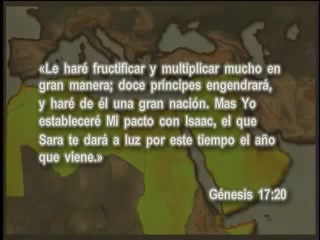 «Le haré fructificar y multiplicar mucho en
gran manera; doce príncipes engendrará,
y haré de él una gran nación. Mas Yo
estableceré Mi pacto con Isaac, el que
Sara te dará a luz por este tiempo el año
que viene.»
Génesis 17:20